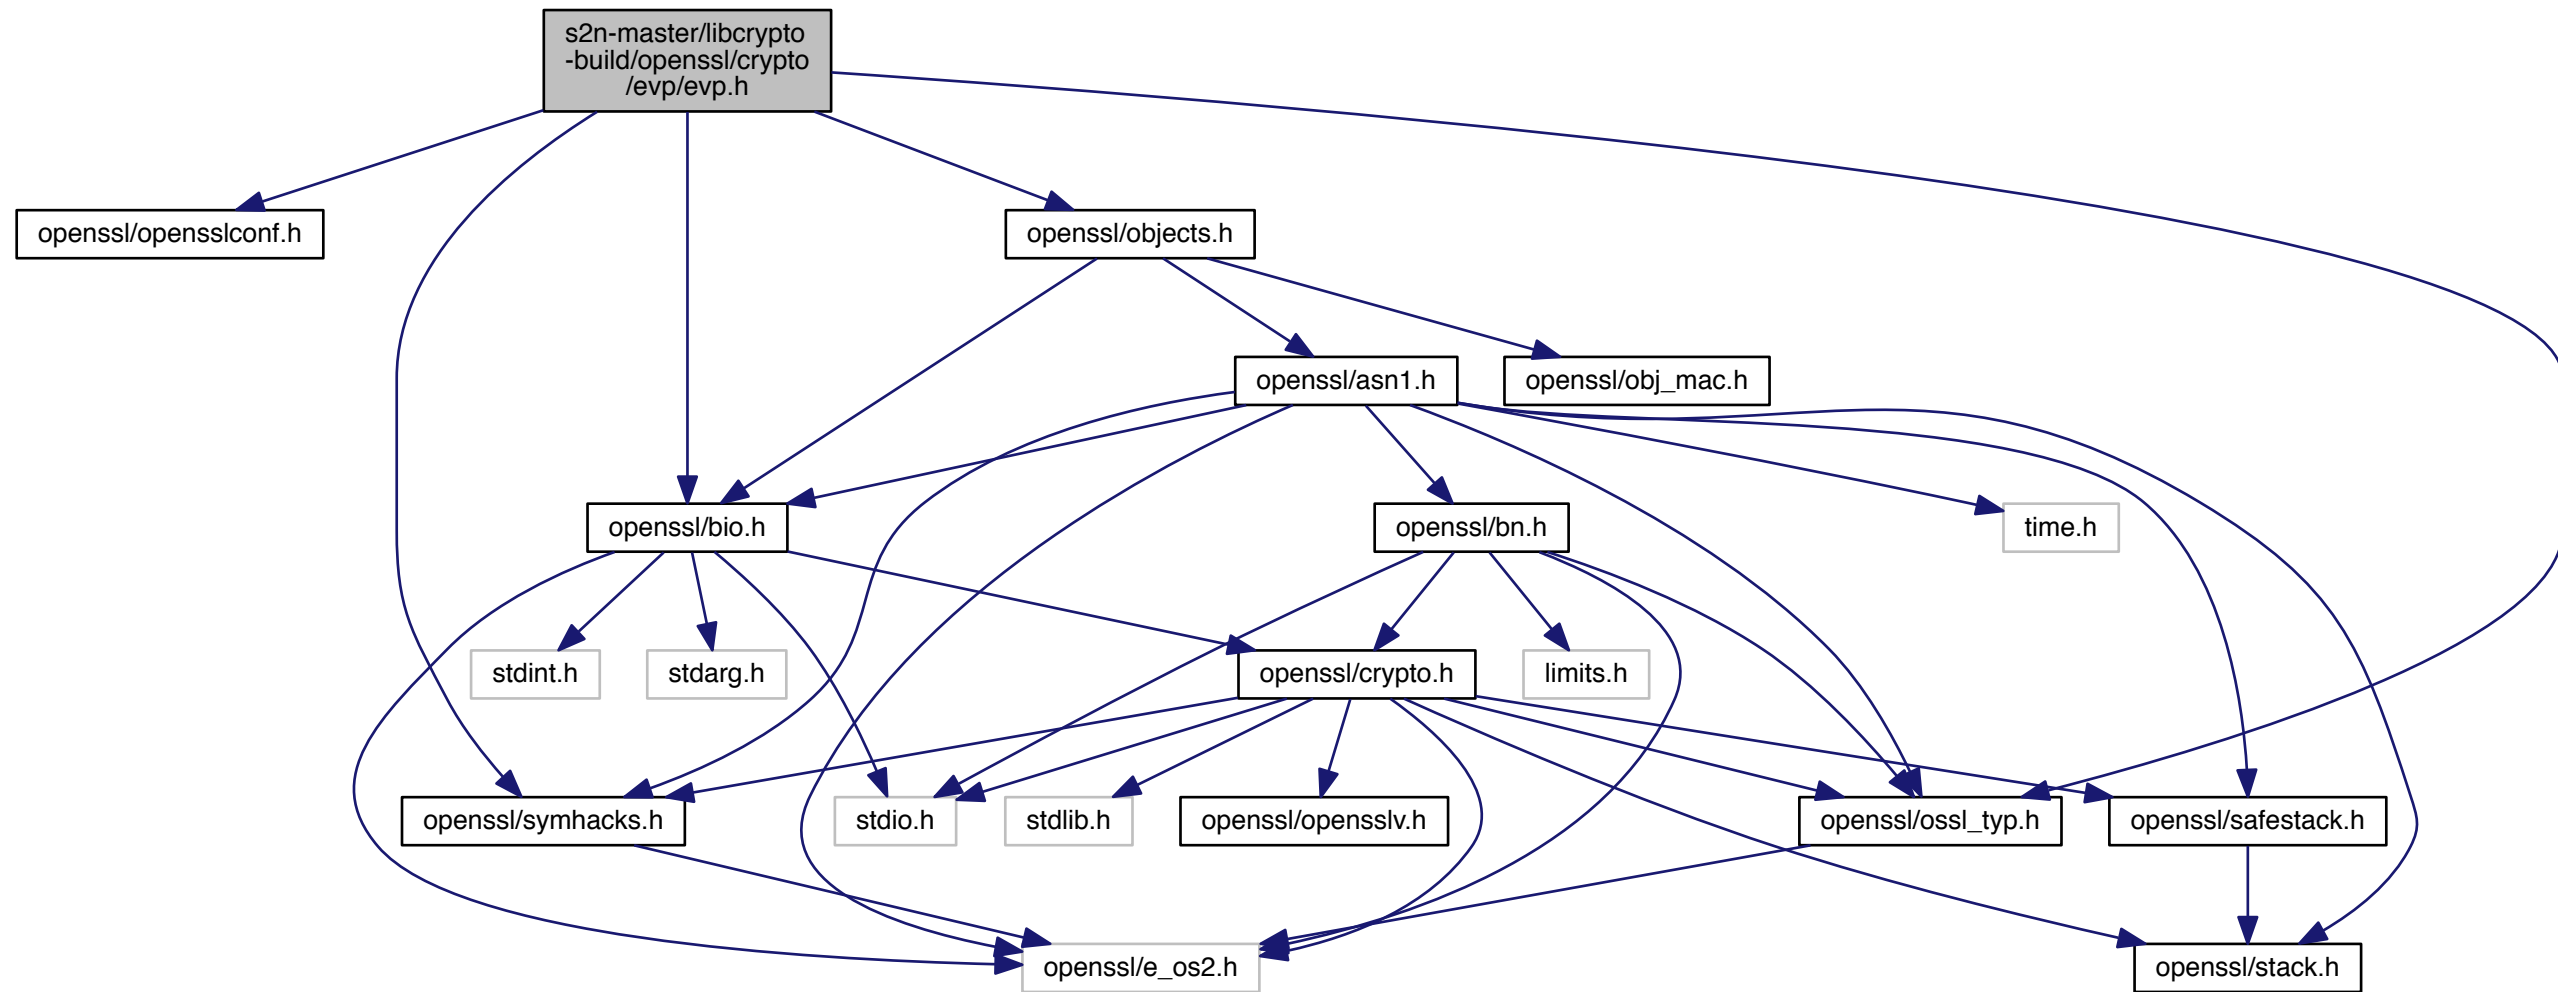 s2n-master/libcrypto
-build/openssl/crypto
/evp/evp.h
openssl/opensslconf.h
openssl/objects.h
openssl/asn1.h
openssl/obj_mac.h
openssl/bio.h
openssl/bn.h
time.h
stdint.h
stdarg.h
openssl/crypto.h
limits.h
openssl/symhacks.h
stdio.h
stdlib.h
openssl/opensslv.h
openssl/ossl_typ.h
openssl/safestack.h
openssl/e_os2.h
openssl/stack.h